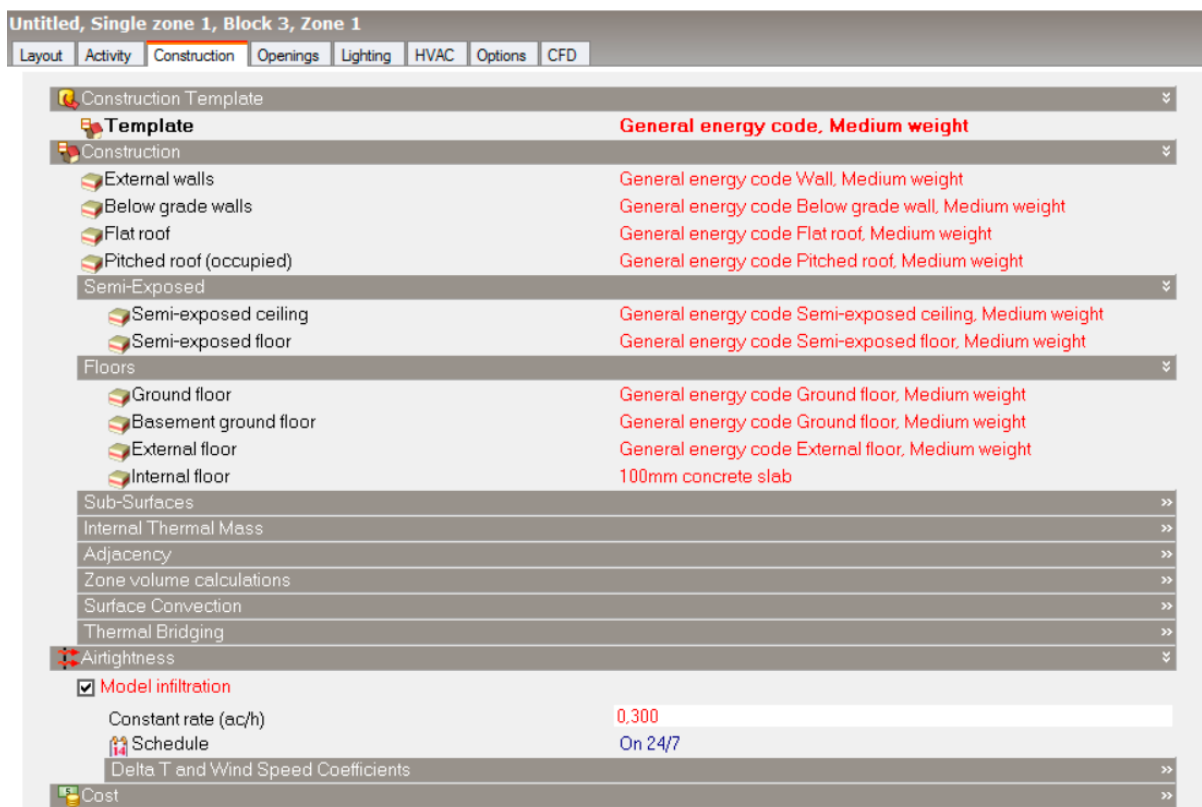 Untitled, Single zone 1, Block 3, Zone 1
Layout Activity Construction Openings Lighting HVAC Options CFD
Construction Template
Template General energy code, Medium weight
Construction
External walls General energy code Wall, Medium weight
Below grade walls General energy code Below grade wall, Medium weight
Flat roof General energy code Flat roof, Medium weight
Pitched roof (occupied) General energy code Pitched roof, Medium weight
Semi-Exposed
Semi-exposed ceiling General energy code Semi-exposed ceiling, Medium weight
Semi-exposed floor General energy code Semi-exposed floor, Medium weight
Floors
Ground floor General energy code Ground floor, Medium weight
Basement ground floor General energy code Ground floor, Medium weight
External floor General energy code External floor, Medium weight
Internal floor 100mm concrete slab
Sub-Surfaces
Internal Thermal Mass
Adjacency
Zone volume calculations
Surface Convection
Thermal Bridging
Airtightness
Model infiltration
Constant rate (ac/h) 0,300
Schedule On 24/7
Delta T and Wind Speed Coefficients
Cost